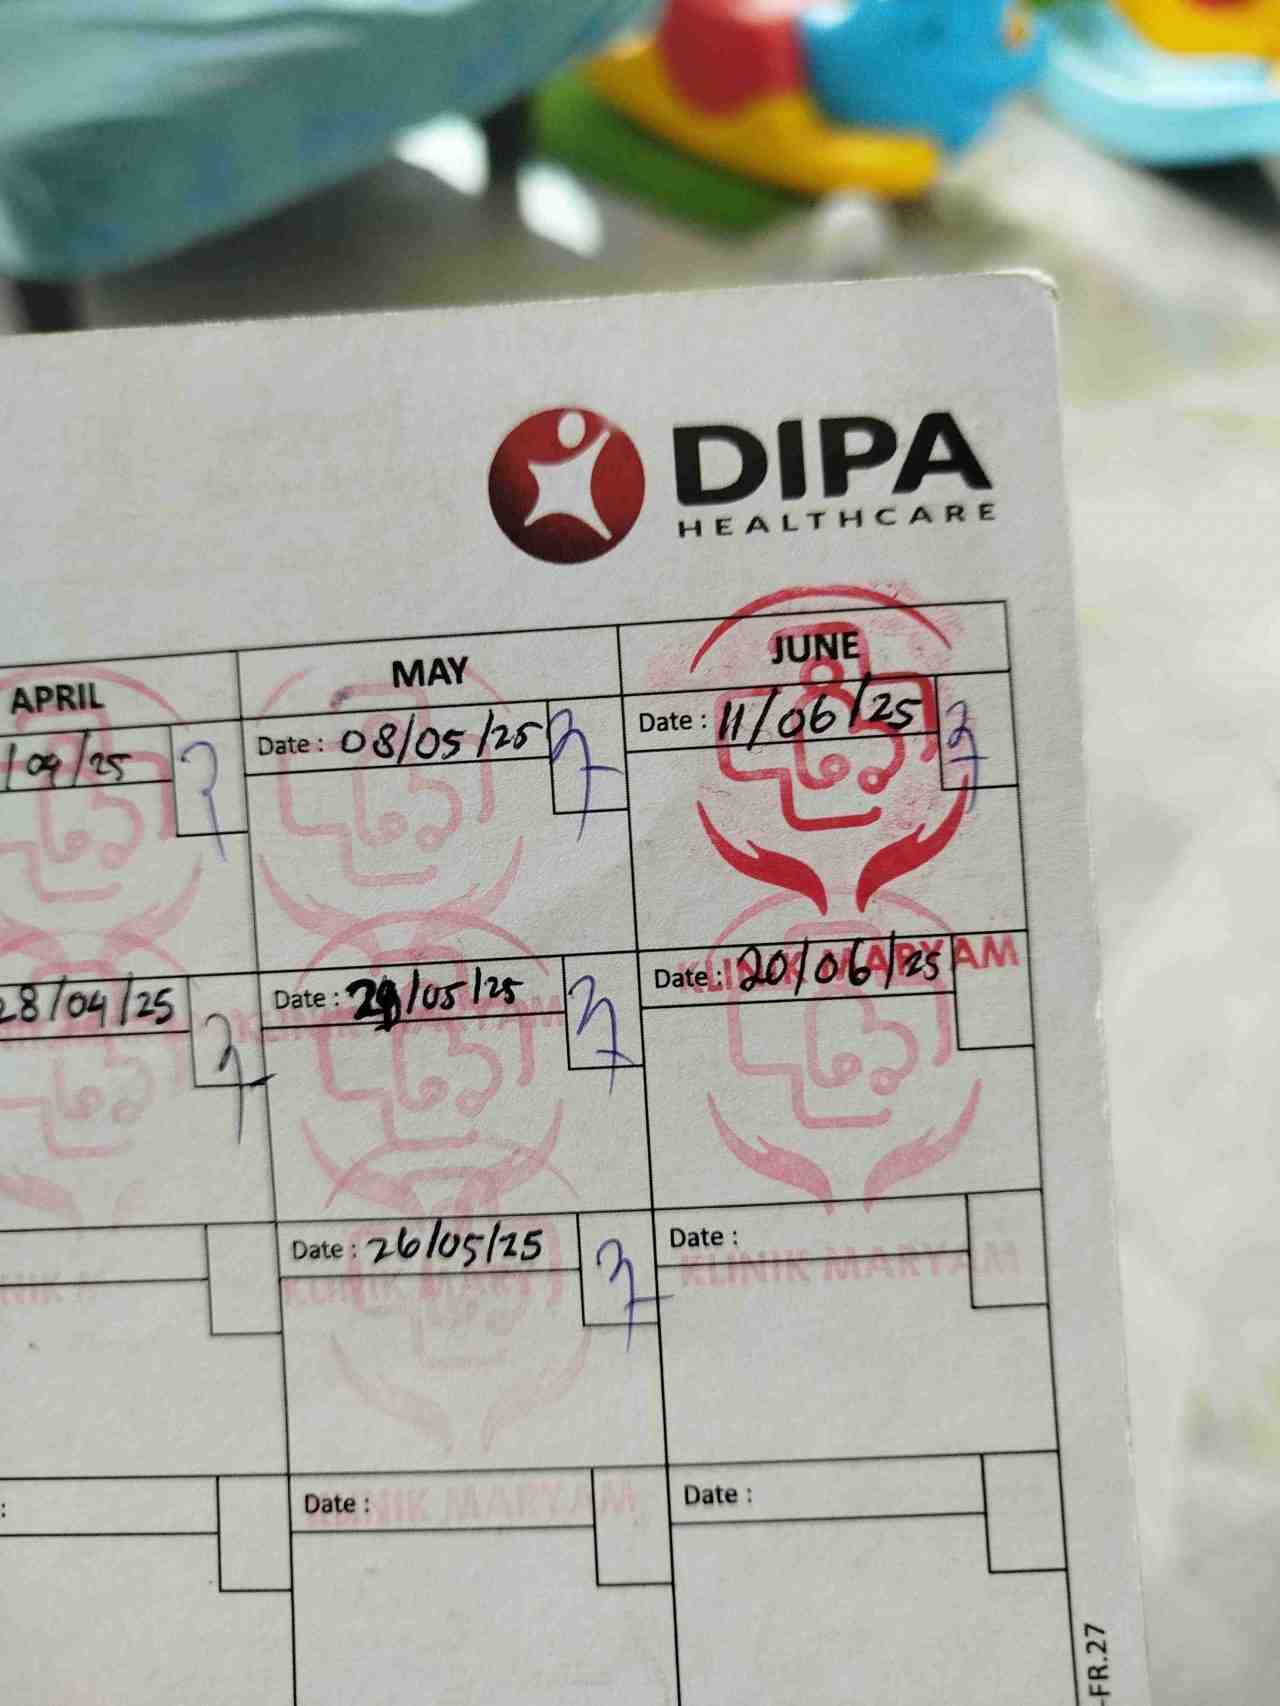 DIPA
HEALTHCARE
APRIL MAY JUNE
/04/25 Date : 08/05/25 Date : 11/06/25
KLINIK MARYAM
28/04/25 Date : /05/25 Date : 20/06/25
Date : 26/05/25 Date :
KLINIK MARYAM
: Date : Date :
KLINIK MARYAM
-FR.27